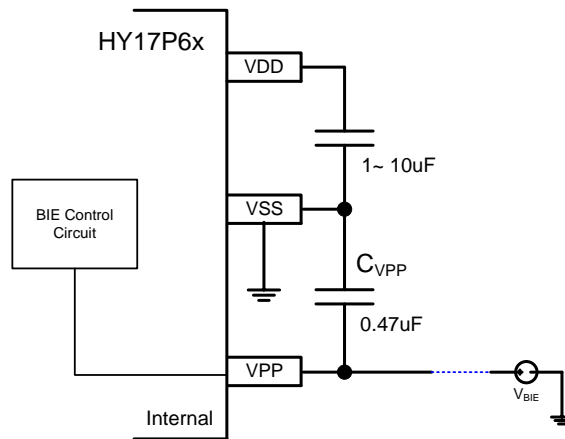 HY17P6x
VDD
1~ 10uF
BIE Control
Circuit
VSS
CVPP
0.47uF
VPP
VBIE
Internal